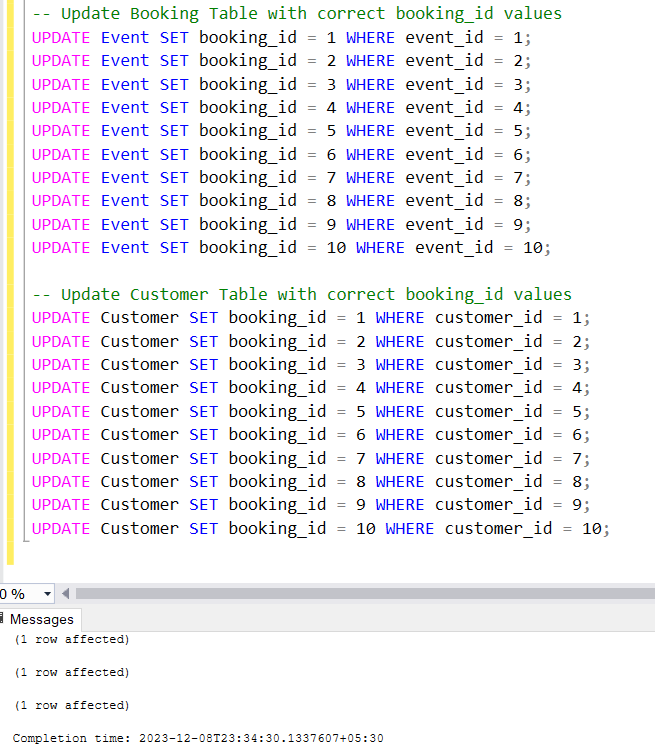 -- Update Booking Table with correct booking_id values
UPDATE Event SET booking_id = 1 WHERE event_id = 1;
UPDATE Event SET booking_id = 2 WHERE event_id = 2;
UPDATE Event SET booking_id = 3 WHERE event_id = 3;
UPDATE Event SET booking_id = 4 WHERE event_id = 4;
UPDATE Event SET booking_id = 5 WHERE event_id = 5;
UPDATE Event SET booking_id = 6 WHERE event_id = 6;
UPDATE Event SET booking_id = 7 WHERE event_id = 7;
UPDATE Event SET booking_id = 8 WHERE event_id = 8;
UPDATE Event SET booking_id = 9 WHERE event_id = 9;
UPDATE Event SET booking_id = 10 WHERE event_id = 10;
-- Update Customer Table with correct booking_id values
UPDATE Customer SET booking_id = 1 WHERE customer_id = 1;
UPDATE Customer SET booking_id = 2 WHERE customer_id = 2;
UPDATE Customer SET booking_id = 3 WHERE customer_id = 3;
UPDATE Customer SET booking_id = 4 WHERE customer_id = 4;
UPDATE Customer SET booking_id = 5 WHERE customer_id = 5;
UPDATE Customer SET booking_id = 6 WHERE customer_id = 6;
UPDATE Customer SET booking_id = 7 WHERE customer_id = 7;
UPDATE Customer SET booking_id = 8 WHERE customer_id = 8;
UPDATE Customer SET booking_id = 9 WHERE customer_id = 9;
UPDATE Customer SET booking_id = 10 WHERE customer_id = 10;
0 %
Messages
(1 row affected)
(1 row affected)
(1 row affected)
Completion time: 2023-12-08T23:34:30.1337607+05:30